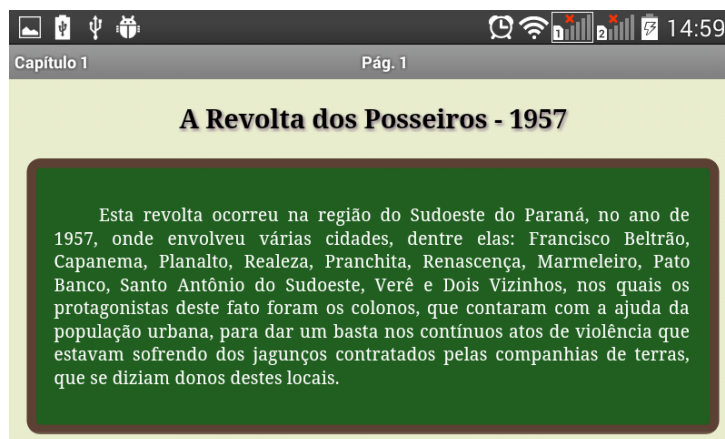 14:59
Capítulo 1 Pág. 1
A Revolta dos Posseiros - 1957
Esta revolta ocorreu na região do Sudoeste do Paraná, no ano de
1957, onde envolveu várias cidades, dentre elas: Francisco Beltrão,
Capanema, Planalto, Realeza, Pranchita, Renascença, Marmeleiro, Pato
Banco, Santo Antônio do Sudoeste, Verê e Dois Vizinhos, nos quais os
protagonistas deste fato foram os colonos, que contaram com a ajuda da
população urbana, para dar um basta nos contínuos atos de violência que
estavam sofrendo dos jagunços contratados pelas companhias de terras,
que se diziam donos destes locais.